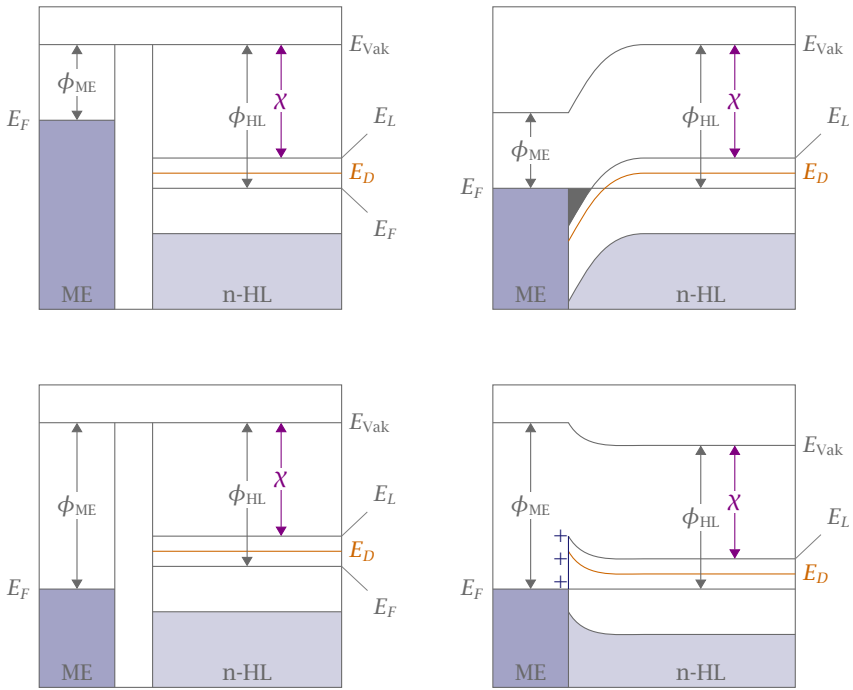 E_Vak
ϕ_ME
χ
ϕ_HL
E_F
E_L
E_D
E_F
ME
n-HL
E_Vak
χ
ϕ_HL
E_L
ϕ_ME
E_D
E_F
ME
n-HL
E_Vak
χ
ϕ_ME
ϕ_HL
E_L
E_D
E_F
E_F
ME
n-HL
E_Vak
χ
ϕ_ME
ϕ_HL
E_L
+
+
E_D
+
E_F
ME
n-HL